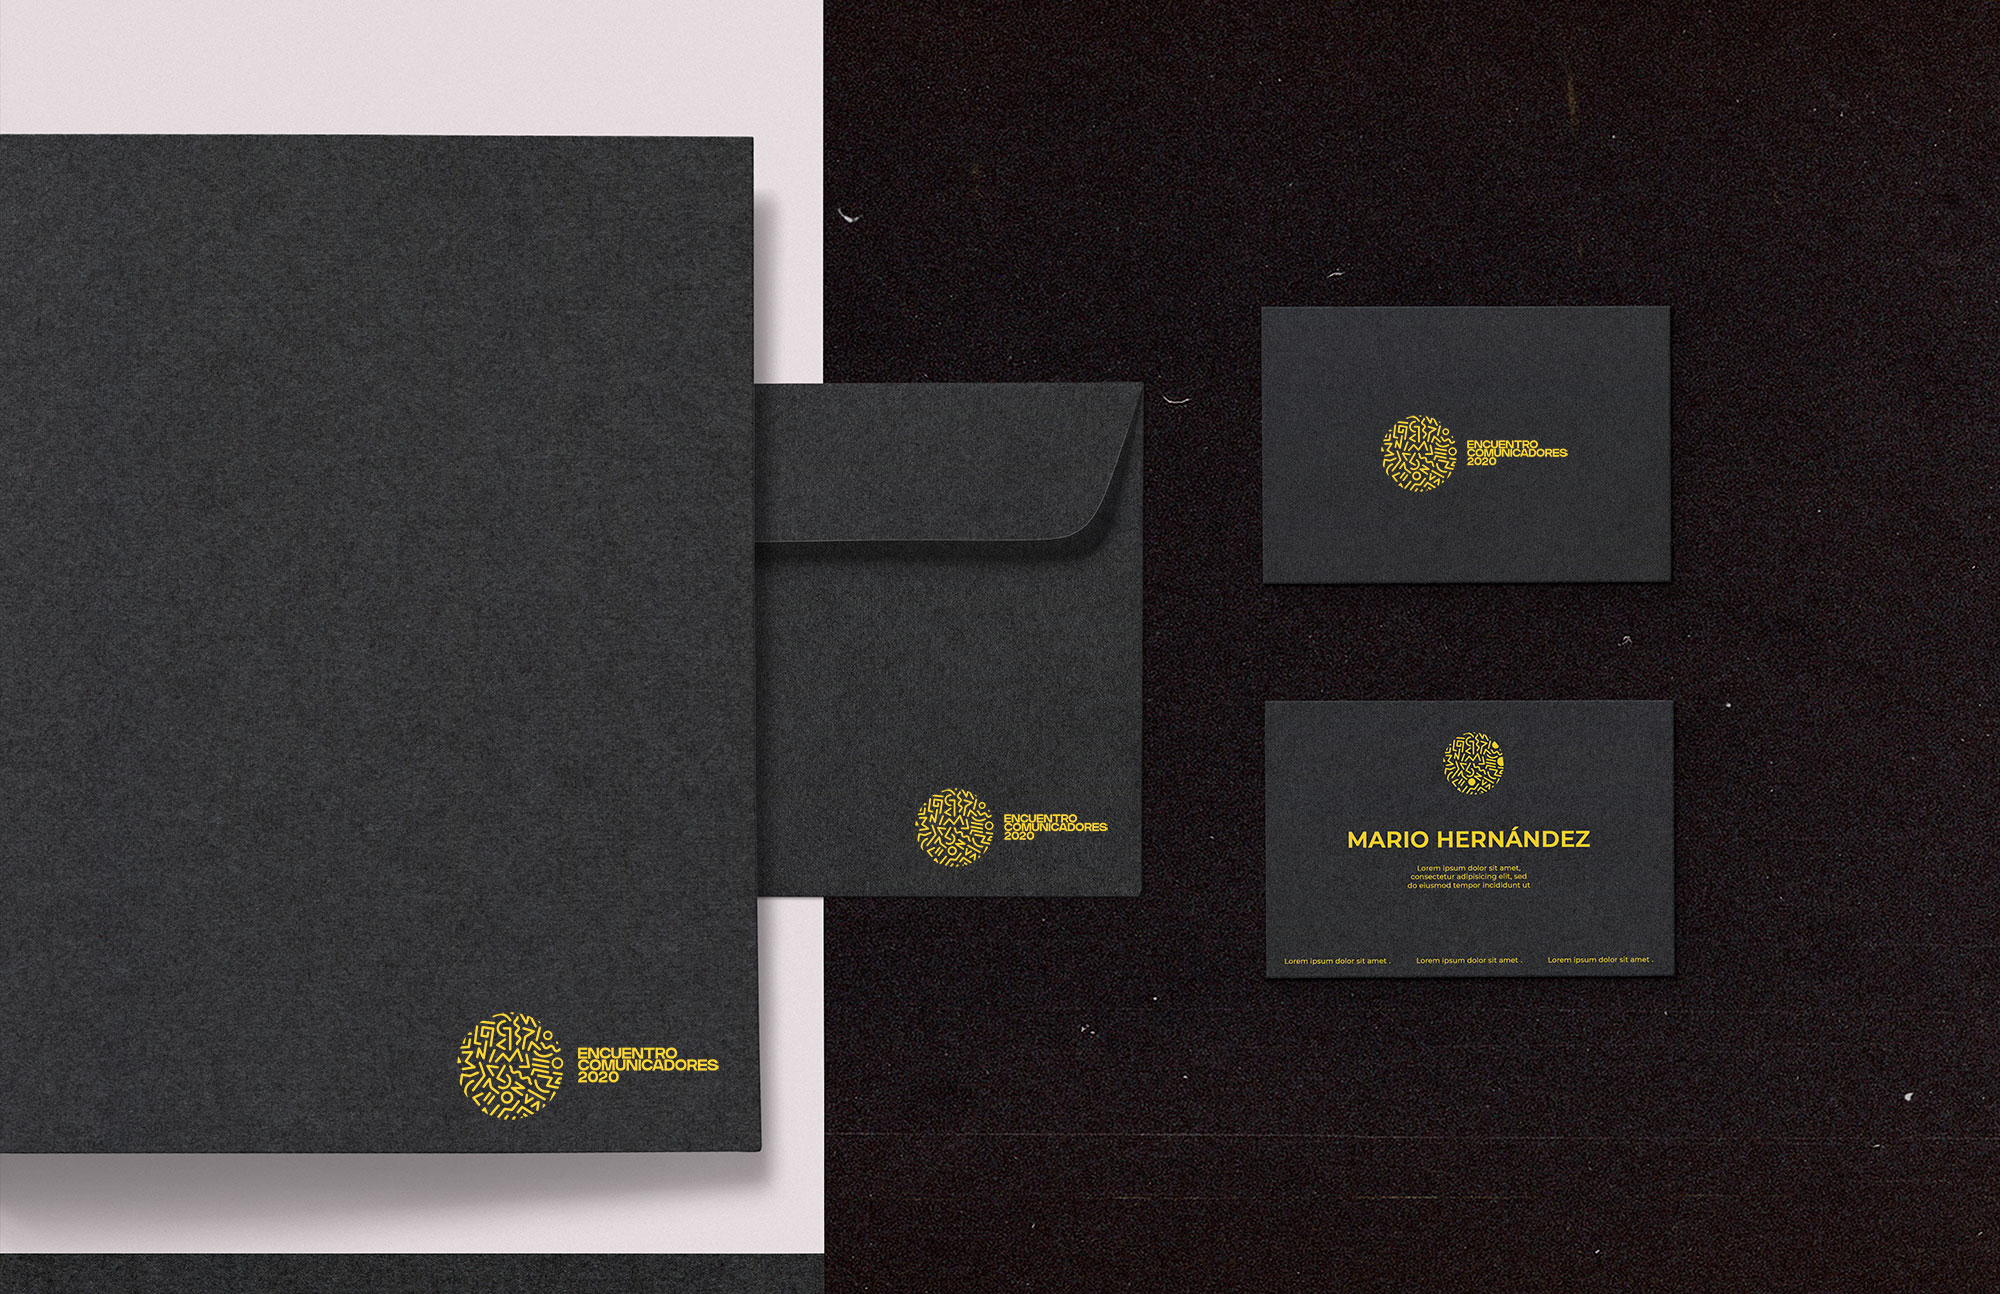 ENCUENTRO
COMUNICADORES
2020
ENCUENTRO
COMUNICADORES
2020
ENCUENTRO
COMUNICADORES
2020
MARIO HERNÁNDEZ
Lorem ipsum dolor sit amet,
consectetur adipisicing elit, sed
do eiusmod tempor incididunt ut
Lorem ipsum dolor sit amet .
Lorem ipsum dolor sit amet .
Lorem ipsum dolor sit amet .